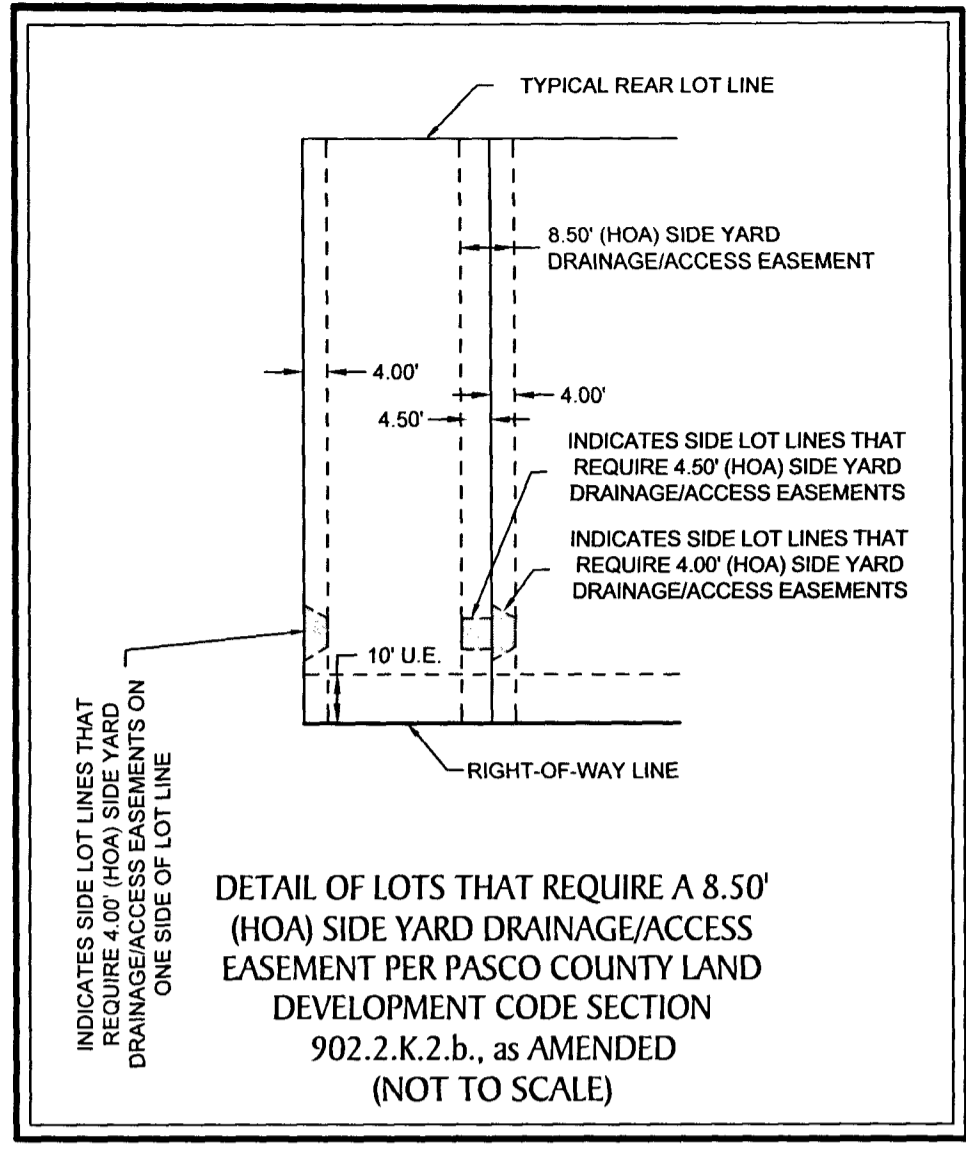 TYPICAL REAR LOT LINE
8.50' (HOA) SIDE YARD
DRAINAGE/ACCESS EASEMENT
4.00'
4.00'
4.50'
INDICATES SIDE LOT LINES THAT
REQUIRE 4.50' (HOA) SIDE YARD
DRAINAGE/ACCESS EASEMENTS
INDICATES SIDE LOT LINES THAT
REQUIRE 4.00' (HOA) SIDE YARD
DRAINAGE/ACCESS EASEMENTS
10' U.E.
RIGHT-OF-WAY LINE
INDICATES SIDE LOT LINES THAT
REQUIRE 4.00' (HOA) SIDE YARD
DRAINAGE/ACCESS EASEMENTS ON
ONE SIDE OF LOT LINE
DETAIL OF LOTS THAT REQUIRE A 8.50'
(HOA) SIDE YARD DRAINAGE/ACCESS
EASEMENT PER PASCO COUNTY LAND
DEVELOPMENT CODE SECTION
902.2.K.2.b., as AMENDED
(NOT TO SCALE)